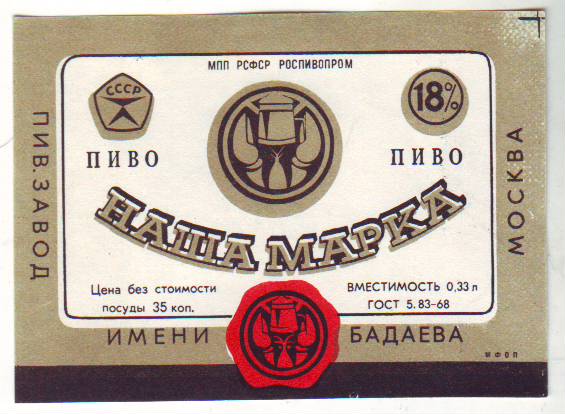 МПП РСФСР РОСПИВОПРОМ
СССР
18%
ПИВО
ПИВО
НАША МАРКА
Цена без стоимости
посуды 35 коп.
ВМЕСТИМОСТЬ 0,33 л
ГОСТ 5.83-68
ПИВ. ЗАВОД
ИМЕНИ БАДАЕВА
МОСКВА
МФОП